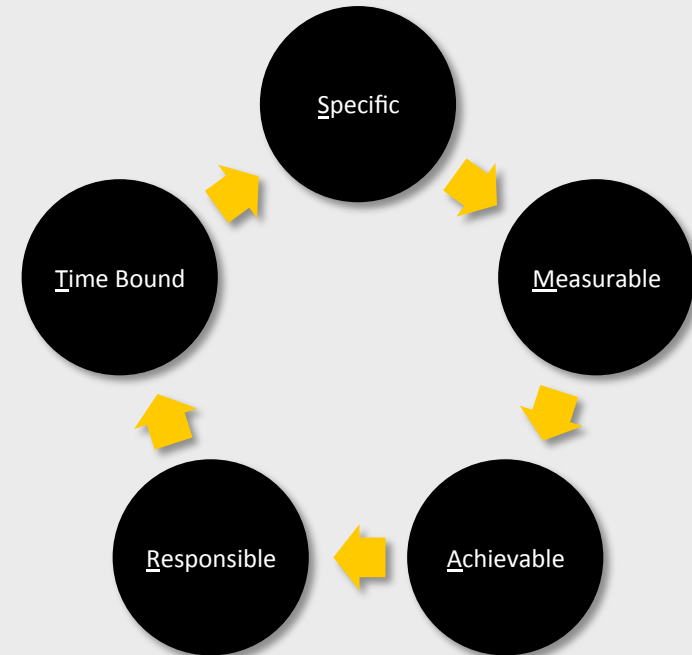 Specific
Measurable
Achievable
Responsible
Time Bound